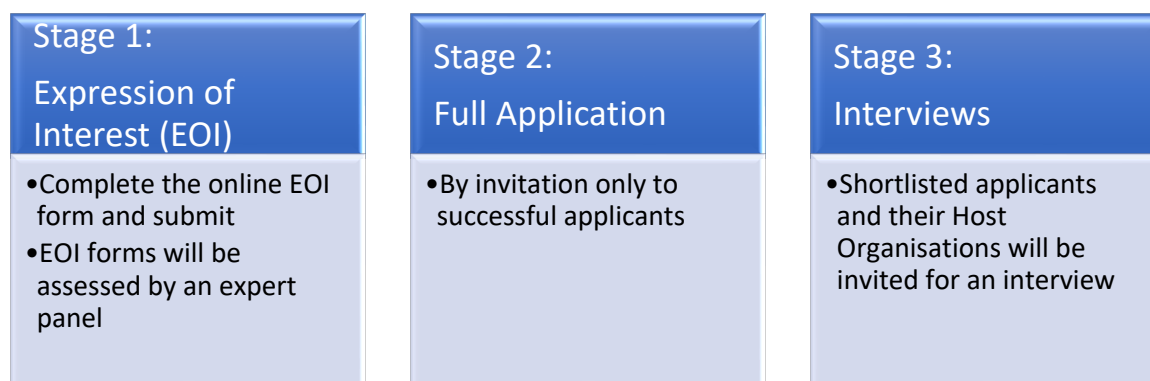 Stage 1:
Expression of
Interest (EOI)
•Complete the online EOI
form and submit
•EOI forms will be
assessed by an expert
panel
Stage 2:
Full Application
•By invitation only to
successful applicants
Stage 3:
Interviews
•Shortlisted applicants
and their Host
Organisations will be
invited for an interview